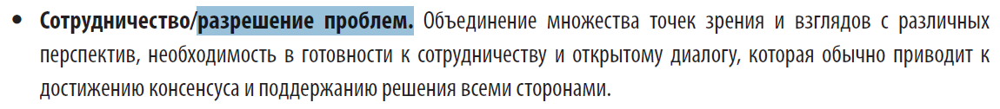 • Сотрудничество/разрешение проблем. Объединение множества точек зрения и взглядов с различных
перспектив, необходимость в готовности к сотрудничеству и открытому диалогу, которая обычно приводит к
достижению консенсуса и поддержанию решения всеми сторонами.